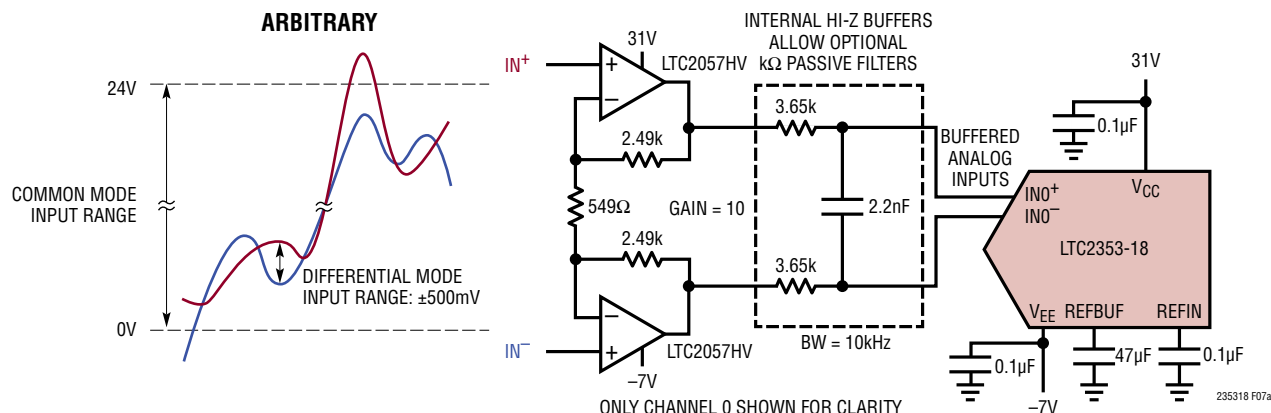 ARBITRARY
24V
COMMON MODE
INPUT RANGE
DIFFERENTIAL MODE
INPUT RANGE: ±500mV
0V
IN+
31V
LTC2057HV
2.49k
549Ω
GAIN = 10
2.49k
LTC2057HV
IN–
–7V
INTERNAL HI-Z BUFFERS
ALLOW OPTIONAL
kΩ PASSIVE FILTERS
3.65k
2.2nF
3.65k
BW = 10kHz
BUFFERED
ANALOG
INPUTS
31V
0.1µF
VCC
IN0+
IN0–
LTC2353-18
VEE
REFBUF
REFIN
0.1µF
47µF
0.1µF
–7V
ONLY CHANNEL 0 SHOWN FOR CLARITY
235318 F07a